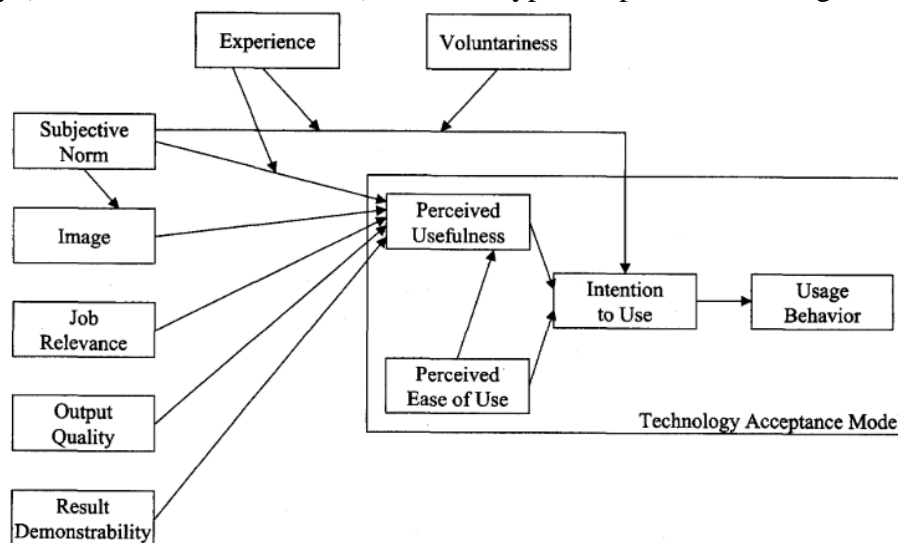 Experience
Voluntariness
Subjective
Norm
Image
Job
Relevance
Output
Quality
Result
Demonstrability
Perceived
Usefulness
Perceived
Ease of Use
Intention
to Use
Usage
Behavior
Technology Acceptance Mode